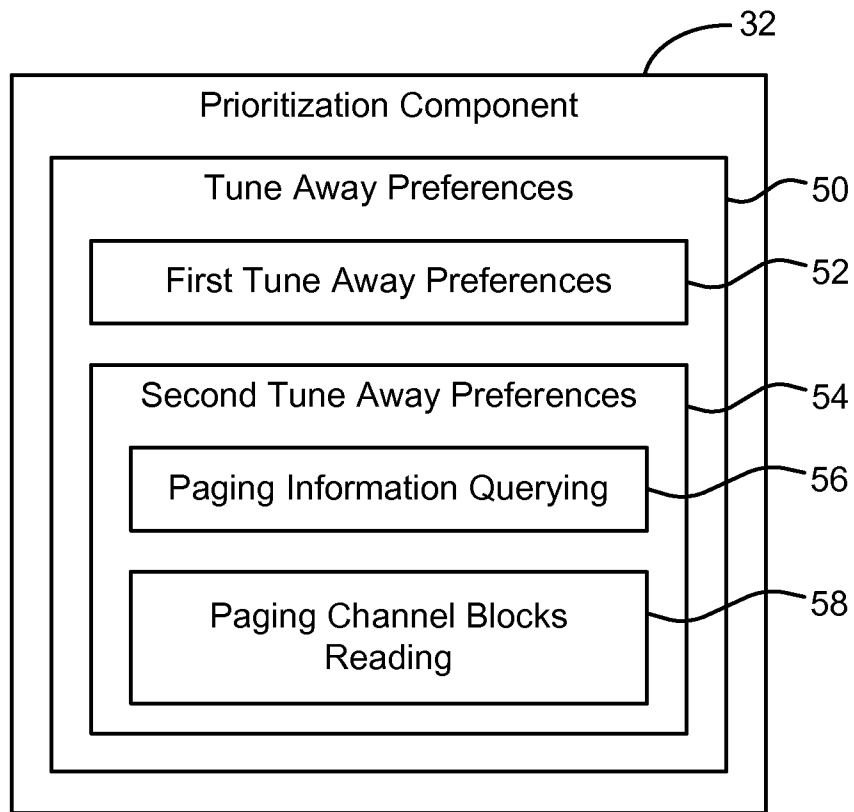 32
Prioritization Component
Tune Away Preferences
50
First Tune Away Preferences
52
Second Tune Away Preferences
54
Paging Information Querying
56
Paging Channel Blocks
Reading
58